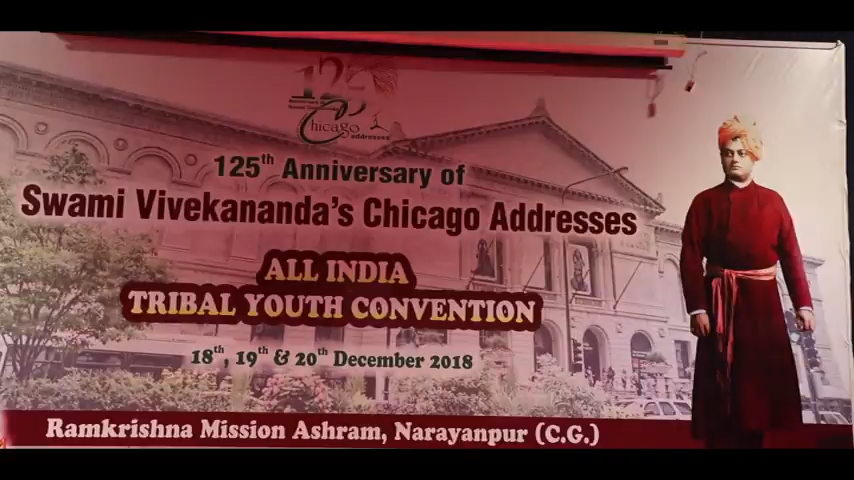 125
Chicago
addresses
125th Anniversary of
Swami Vivekananda's Chicago Addresses
ALL INDIA
TRIBAL YOUTH CONVENTION
18th, 19th & 20th December 2018
Ramkrishna Mission Ashram, Narayanpur (C.G.)